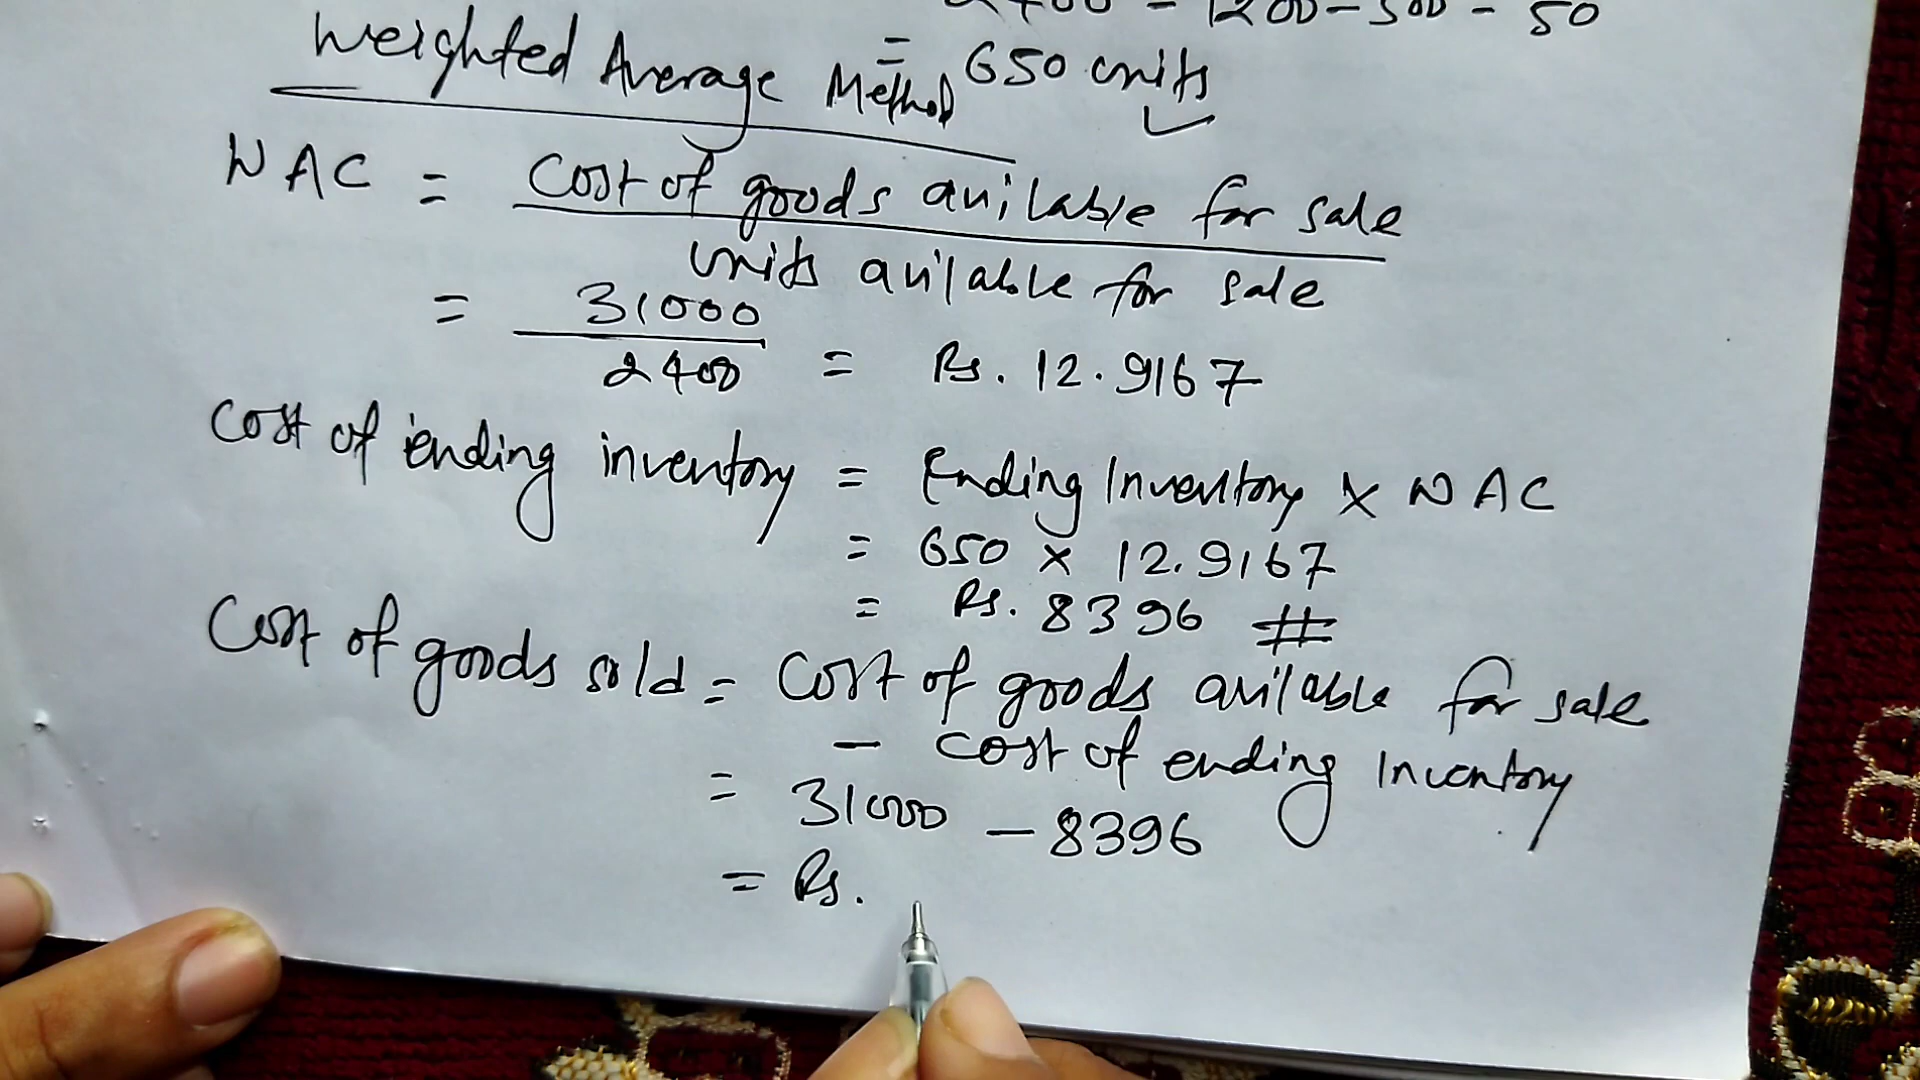 2400 - 1200 - 500 - 50
= 650 units
Weighted Average Method
WAC = Cost of goods avilable for sale
units avilable for sale
= 31000
2400 = Rs. 12.9167
Cost of ending inventory = Ending Inventory x WAC
= 650 x 12.9167
= Rs. 8396 #
Cost of goods sold = Cost of goods avilable for sale
- cost of ending Inventory
= 31000 - 8396
= Rs.